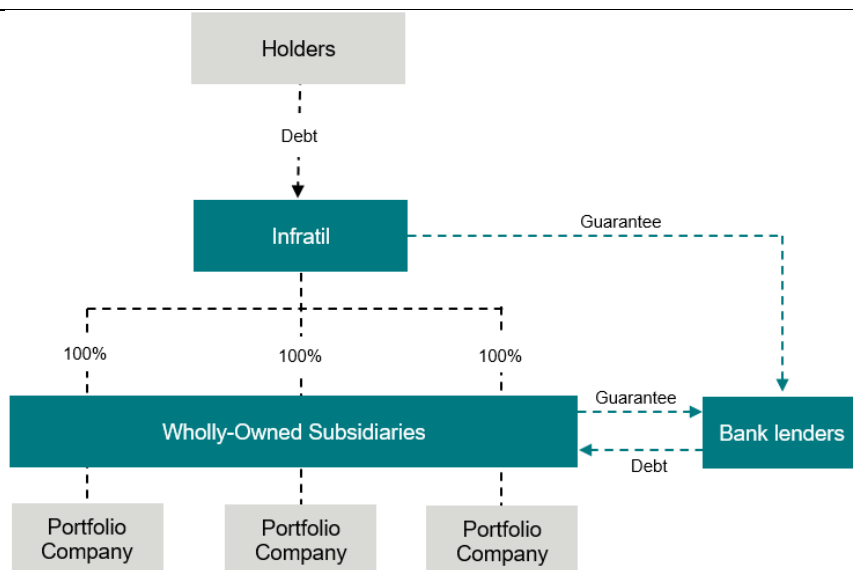 Holders
Debt
Infratil
Guarantee
100%
100%
100%
Guarantee
Wholly-Owned Subsidiaries
Bank lenders
Debt
Portfolio
Company
Portfolio
Company
Portfolio
Company